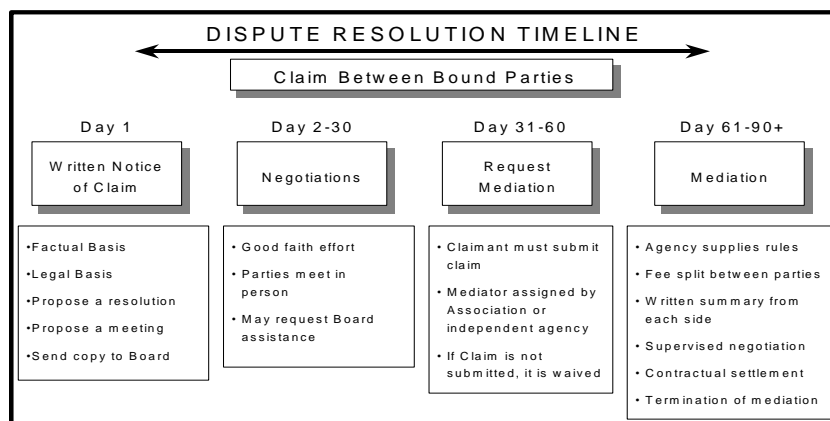 DISPUTE RESOLUTION TIMELINE
Claim Between Bound Parties
Day 1
Written Notice
of Claim
•Factual Basis
•Legal Basis
•Propose a resolution
•Propose a meeting
•Send copy to Board
Day 2-30
Negotiations
• Good faith effort
• Parties meet in
person
• May request Board
assistance
Day 31-60
Request
Mediation
• Claimant must submit
claim
• Mediator assigned by
Association or
independent agency
• If Claim is not
submitted, it is waived
Day 61-90+
Mediation
• Agency supplies rules
• Fee split between parties
• Written summary from
each side
• Supervised negotiation
• Contractual settlement
• Termination of mediation